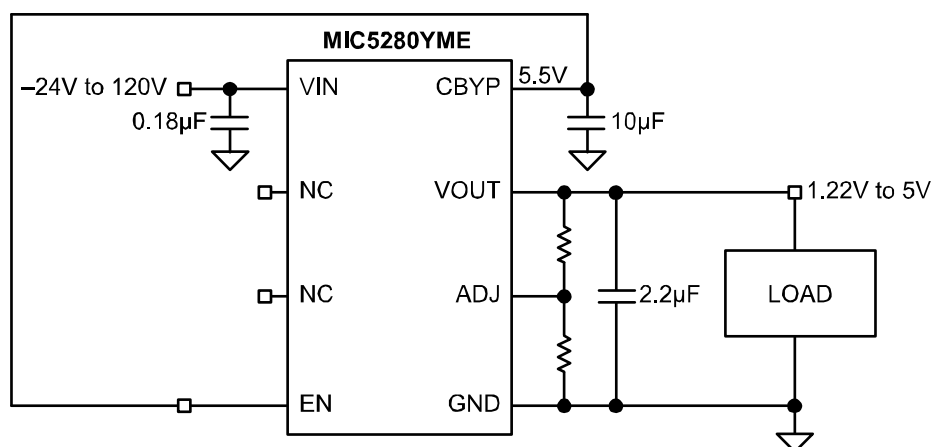 MIC5280YME
–24V to 120V
VIN
CBYP
5.5V
0.18µF
10µF
NC
VOUT
1.22V to 5V
NC
ADJ
2.2µF
LOAD
EN
GND